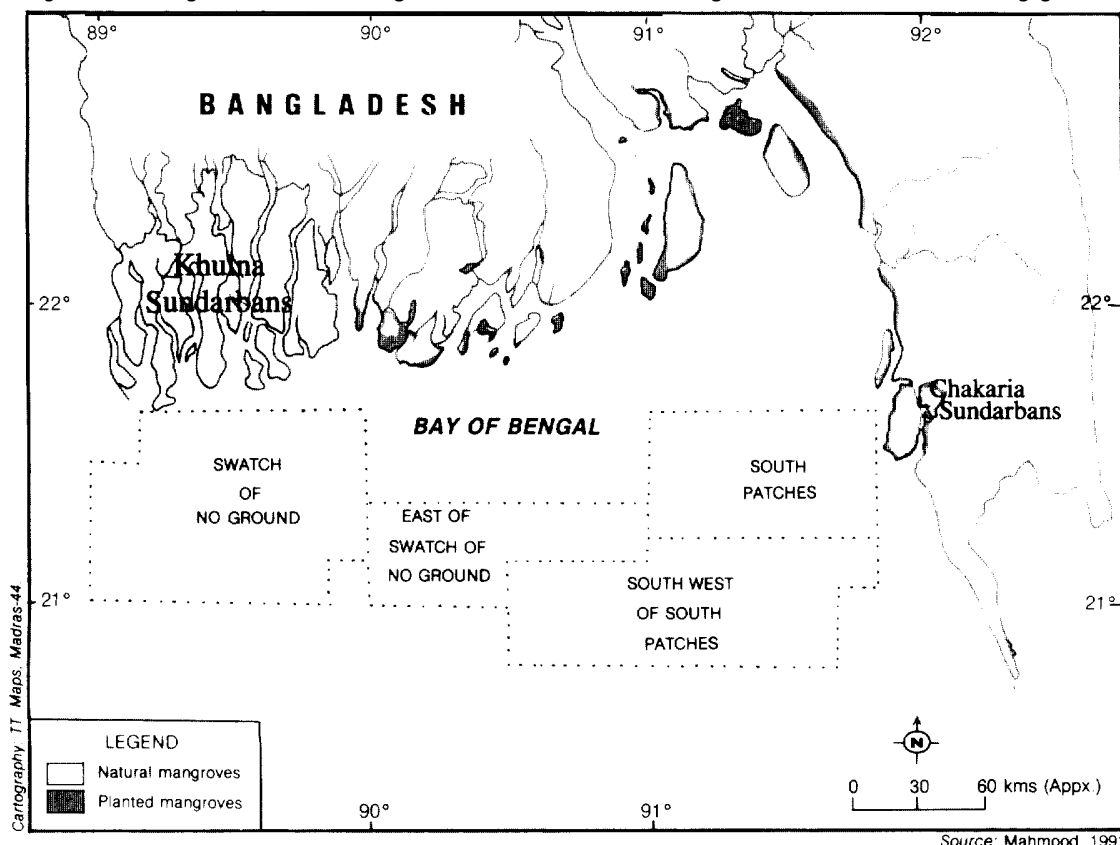 89° 90° 91° 92°
BANGLADESH
Khulna
Sundarbans
22° 22°
Chakaria
Sundarbans
BAY OF BENGAL
SWATCH
OF
NO GROUND
SOUTH
PATCHES
EAST OF
SWATCH OF
NO GROUND
SOUTH WEST
OF SOUTH
PATCHES
21° 21°
Cartography: TT Maps, Madras-44
LEGEND
Natural mangroves
Planted mangroves
N
0 30 60 kms (Appx.)
90° 91°
Source: Mahmood, 199